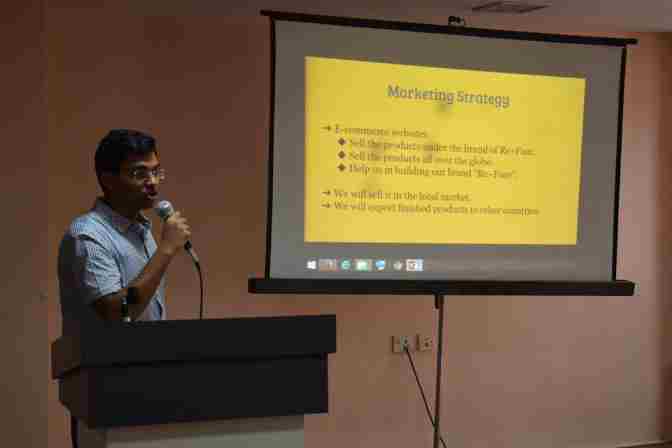 Marketing Strategy
➔ E-commerce websites.
◆ Sell the products under the brand of Re-Fuse.
◆ Sell the products all over the globe.
◆ Help us in building our brand "Re-Fuse".
➔ We will sell it in the local market.
➔ We will export finished products to other countries.